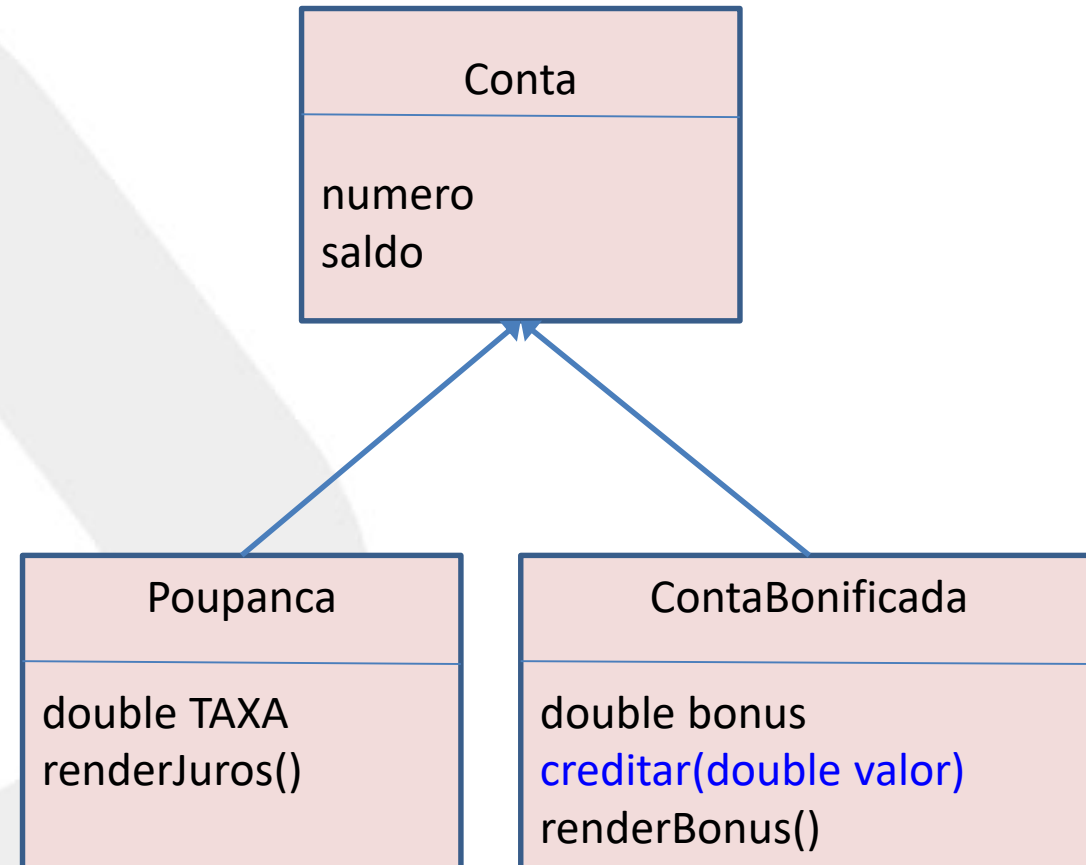 Conta
numero
saldo
Poupanca
double TAXA
renderJuros()
ContaBonificada
double bonus
creditar(double valor)
renderBonus()